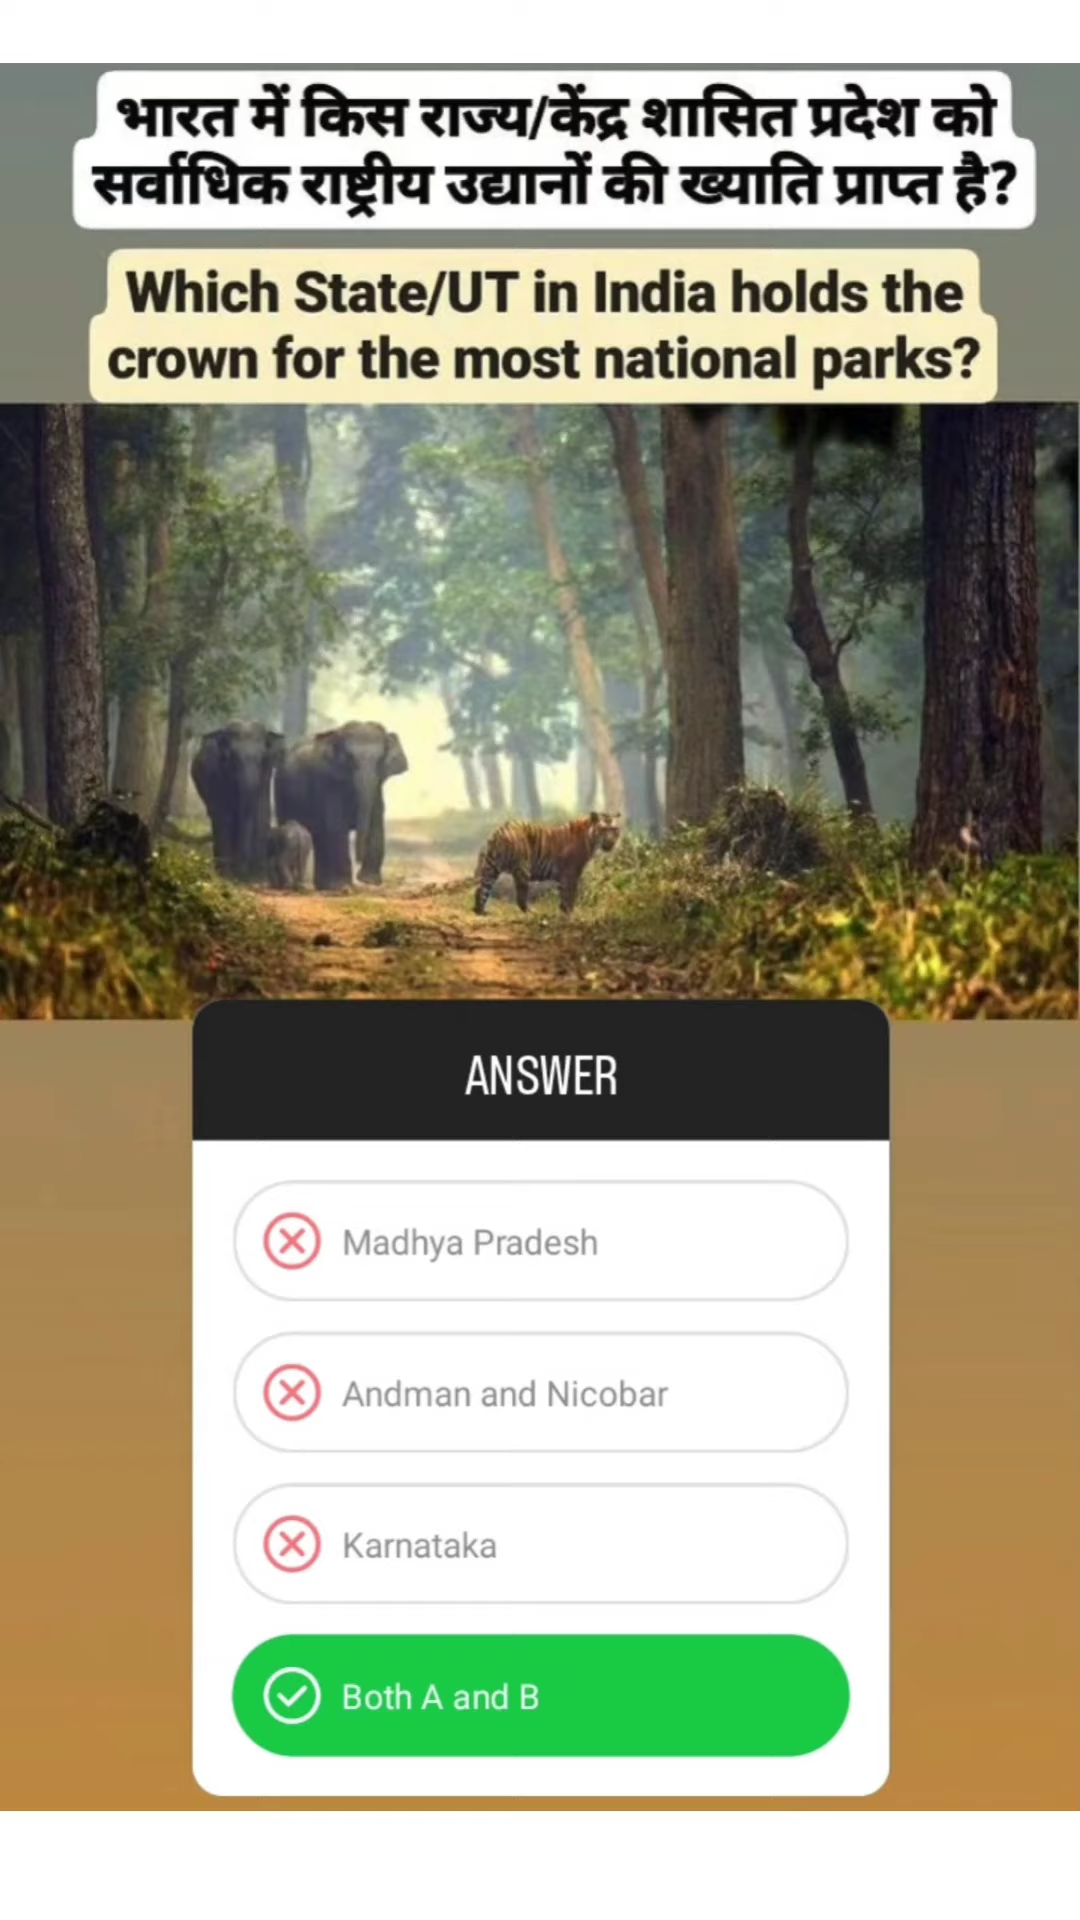 भारत में किस राज्य/केंद्र शासित प्रदेश को
सर्वाधिक राष्ट्रीय उद्यानों की ख्याति प्राप्त है?
Which State/UT in India holds the
crown for the most national parks?
ANSWER
Madhya Pradesh
Andman and Nicobar
Karnataka
Both A and B